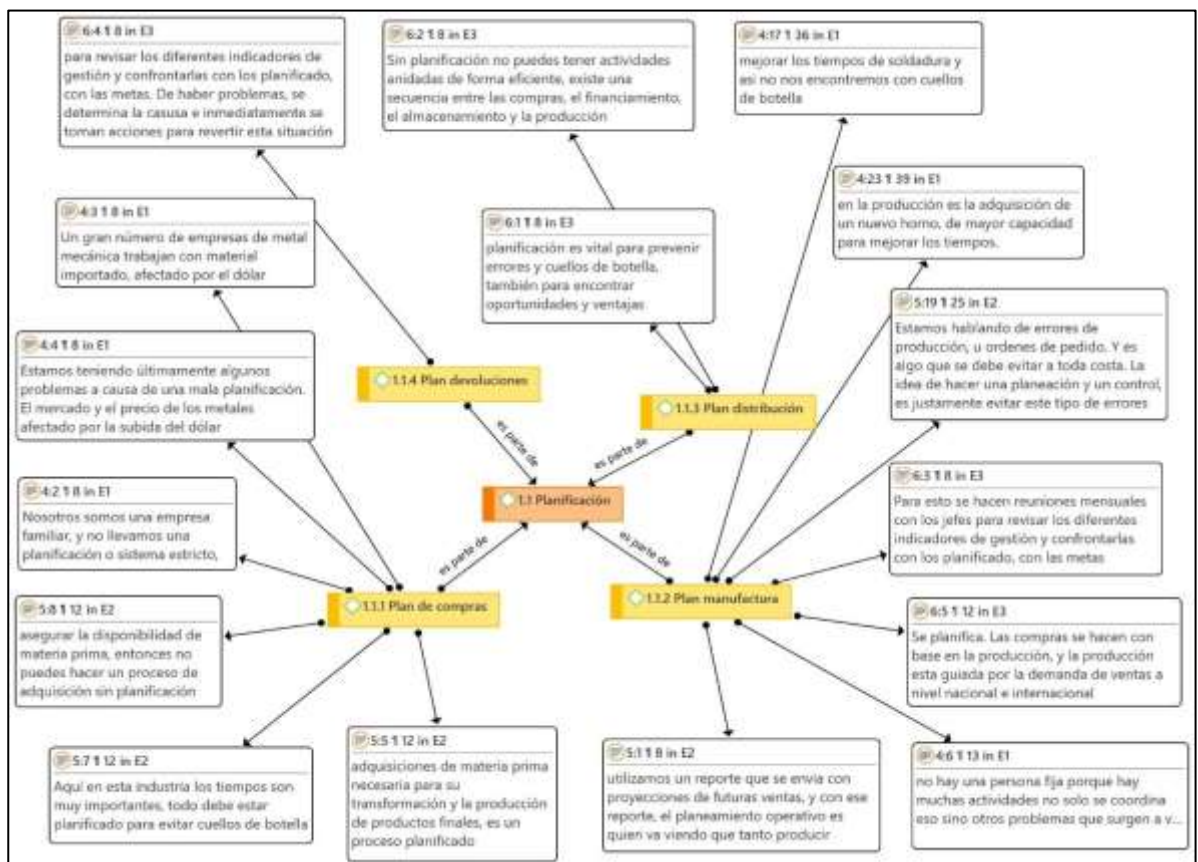 6:4 ¶ 8 in E3
para revisar los diferentes indicadores de
gestión y confrontarlas con los planificado,
con las metas. De haber problemas, se
determina la casusa e inmediatamente se
toman acciones para revertir esta situación
6:2 ¶ 8 in E3
Sin planificación no puedes tener actividades
anidadas de forma eficiente, existe una
secuencia entre las compras, el financiamiento,
el almacenamiento y la producción
4:17 ¶ 36 in E1
mejorar los tiempos de soldadura y
asi no nos encontremos con cuellos
de botella
4:23 ¶ 39 in E1
en la producción es la adquisición de
un nuevo horno, de mayor capacidad
para mejorar los tiempos.
4:3 ¶ 8 in E1
Un gran número de empresas de metal
mecánica trabajan con material
importado, afectado por el dólar
6:1 ¶ 8 in E3
planificación es vital para prevenir
errores y cuellos de botella,
también para encontrar
oportunidades y ventajas
5:19 ¶ 25 in E2
Estamos hablando de errores de
producción, u ordenes de pedido. Y es
algo que se debe evitar a toda costa. La
idea de hacer una planeación y un control,
es justamente evitar este tipo de errores
4:4 ¶ 8 in E1
Estamos teniendo últimamente algunos
problemas a causa de una mala planificación.
El mercado y el precio de los metales
afectado por la subida del dólar
1.1.4 Plan devoluciones
1.1.3 Plan distribución
es parte de
es parte de
1.1 Planificación
4:2 ¶ 8 in E1
Nosotros somos una empresa
familiar, y no llevamos una
planificación o sistema estricto,
6:3 ¶ 8 in E3
Para esto se hacen reuniones mensuales
con los jefes para revisar los diferentes
indicadores de gestión y confrontarlas
con los planificado, con las metas
es parte de
es parte de
1.1.1 Plan de compras
1.1.2 Plan manufactura
5:8 ¶ 12 in E2
asegurar la disponibilidad de
materia prima, entonces no
puedes hacer un proceso de
adquisición sin planificación
6:5 ¶ 12 in E3
Se planifica. Las compras se hacen con
base en la producción, y la producción
esta guiada por la demanda de ventas a
nivel nacional e internacional
5:7 ¶ 12 in E2
Aquí en esta industria los tiempos son
muy importantes, todo debe estar
planificado para evitar cuellos de botella
5:5 ¶ 12 in E2
adquisiciones de materia prima
necesaria para su
transformación y la producción
de productos finales, es un
proceso planificado
5:1 ¶ 8 in E2
utilizamos un reporte que se envia con
proyecciones de futuras ventas, y con ese
reporte, el planeamiento operativo es
quien va viendo que tanto producir
4:6 ¶ 13 in E1
no hay una persona fija porque hay
muchas actividades no solo se coordina
eso sino otros problemas que surgen a v...